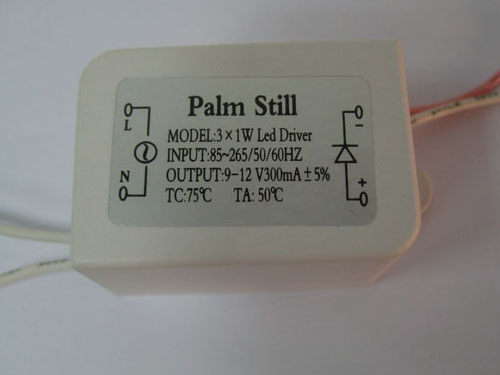 Palm Still
MODEL:3×1W Led Driver
INPUT:85~265/50/60HZ
OUTPUT:9-12 V300mA±5%
TC:75℃ TA: 50℃
L
N
-
+